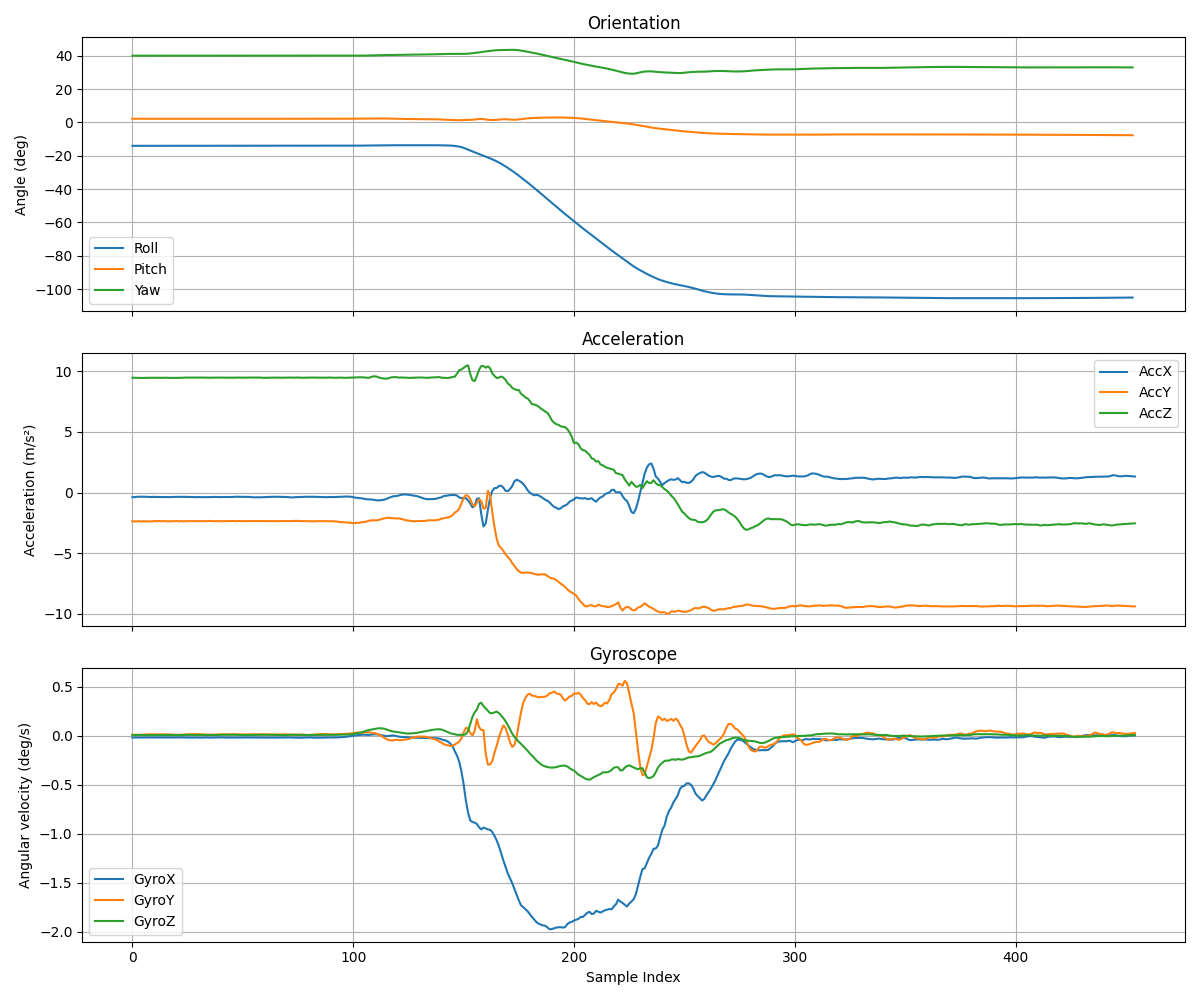 Orientation
Angle (deg)
40
20
0
−20
−40
−60
−80
−100
Roll
Pitch
Yaw
Acceleration
Acceleration (m/s²)
10
5
0
−5
−10
AccX
AccY
AccZ
Gyroscope
Angular velocity (deg/s)
0.5
0.0
−0.5
−1.0
−1.5
−2.0
GyroX
GyroY
GyroZ
0 100 200 300 400
Sample Index